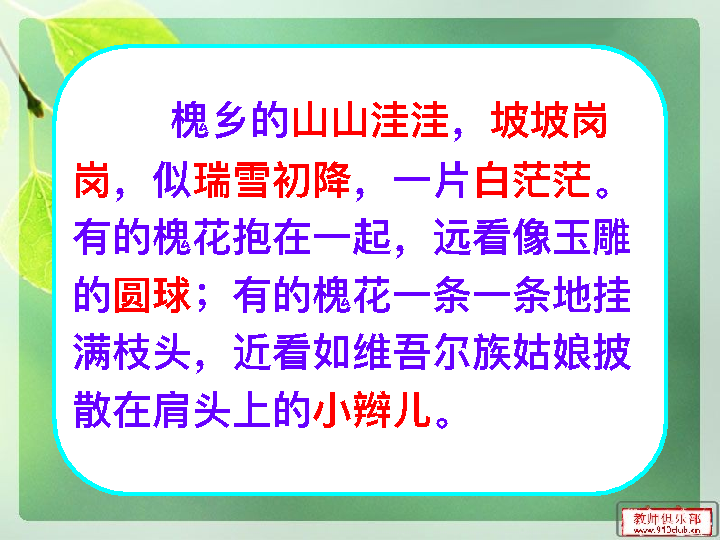 槐乡的山山洼洼，坡坡岗
岗，似瑞雪初降，一片白茫茫。
有的槐花抱在一起，远看像玉雕
的圆球；有的槐花一条一条地挂
满枝头，近看如维吾尔族姑娘披
散在肩头上的小辫儿。
教师俱乐部
www.910club.cn